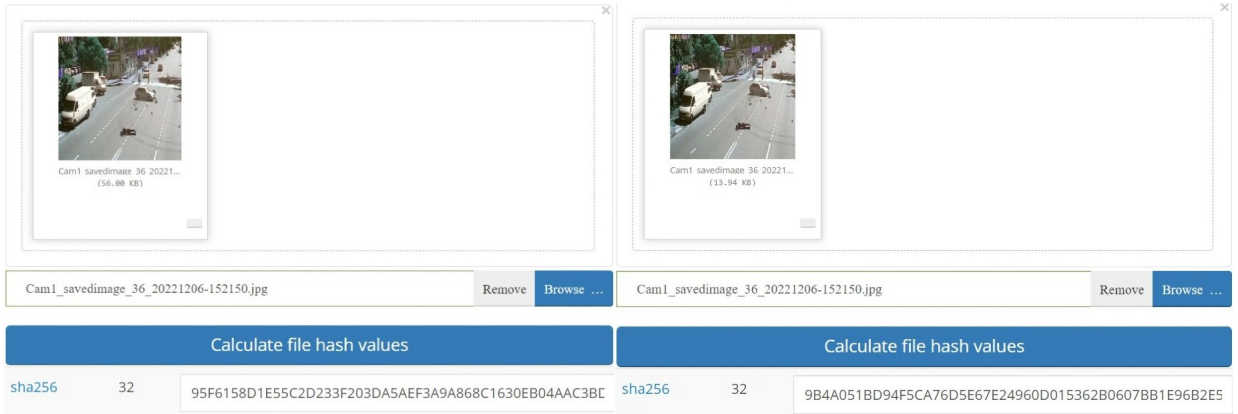 ×
Cam1 savedimage 36 20221...
(56.00 KB)
Cam1_savedimage_36_20221206-152150.jpg
Remove
Browse ...
Calculate file hash values
sha256
32
95F6158D1E55C2D233F203DA5AEF3A9A868C1630EB04AAC3BD
×
Cam1 savedimage 36 20221...
(13.94 KB)
Cam1_savedimage_36_20221206-152150.jpg
Remove
Browse ...
Calculate file hash values
sha256
32
9B4A051BD94F5CA76D5E67E24960D015362B0607BB1E96B2E5